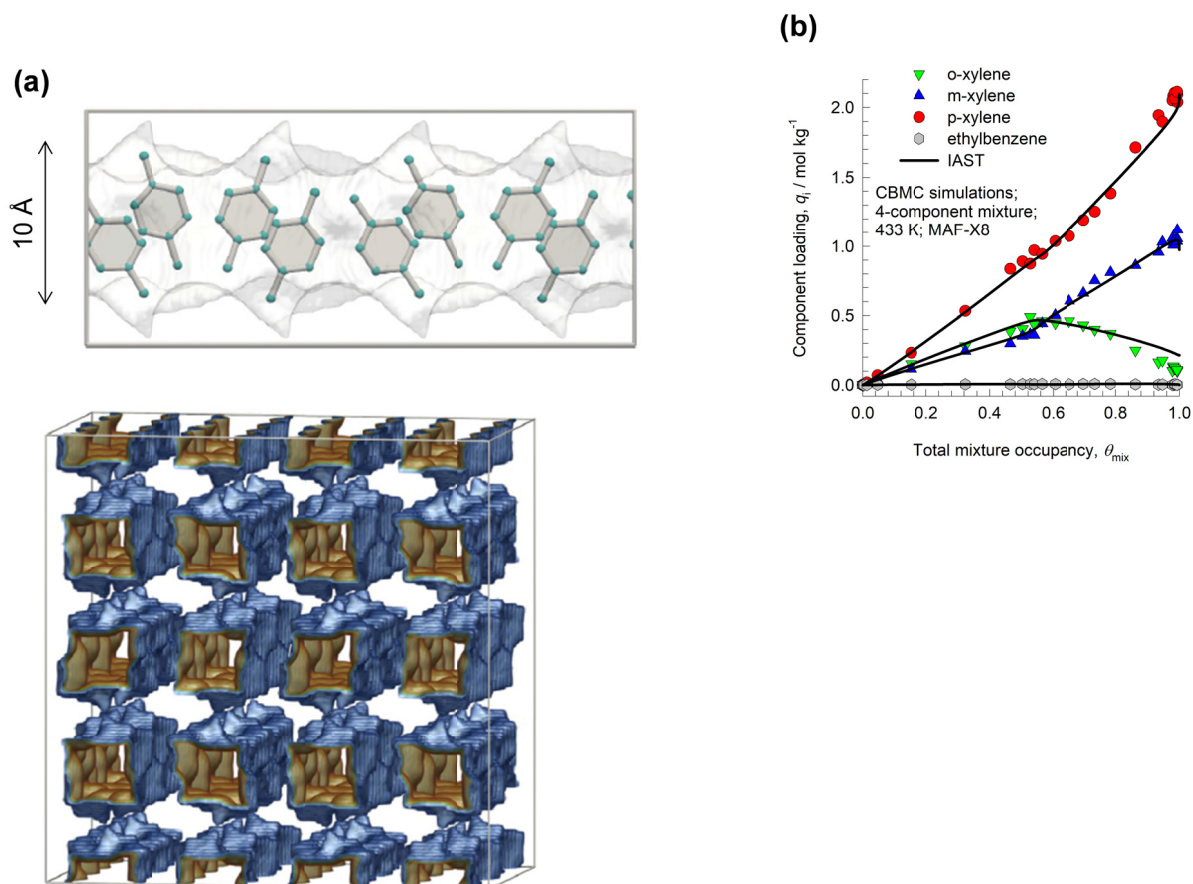 (a)
10 Å
(b)
o-xylene
m-xylene
p-xylene
ethylbenzene
IAST
CBMC simulations;
4-component mixture;
433 K; MAF-X8
Component loading, qᵢ / mol kg⁻¹
2.0
1.5
1.0
0.5
0.0
0.0 0.2 0.4 0.6 0.8 1.0
Total mixture occupancy, θmix